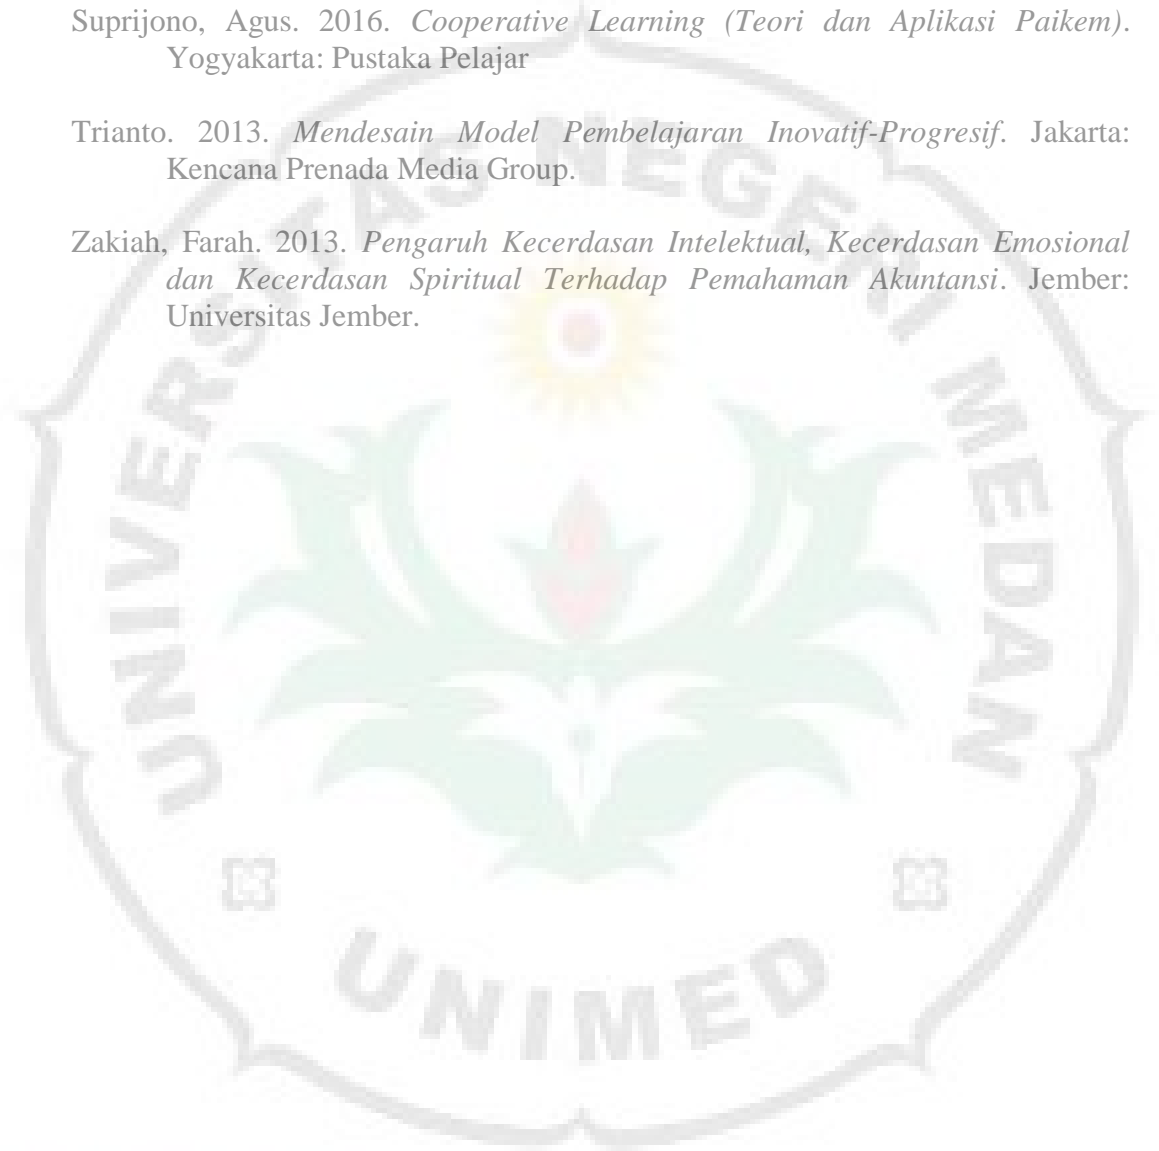 Suprijono, Agus. 2016. Cooperative Learning (Teori dan Aplikasi Paikem).
Yogyakarta: Pustaka Pelajar
Trianto. 2013. Mendesain Model Pembelajaran Inovatif-Progresif. Jakarta:
Kencana Prenada Media Group.
Zakiah, Farah. 2013. Pengaruh Kecerdasan Intelektual, Kecerdasan Emosional
dan Kecerdasan Spiritual Terhadap Pemahaman Akuntansi. Jember:
Universitas Jember.
UNIVERSITAS NEGERI MEDAN
UNIMED